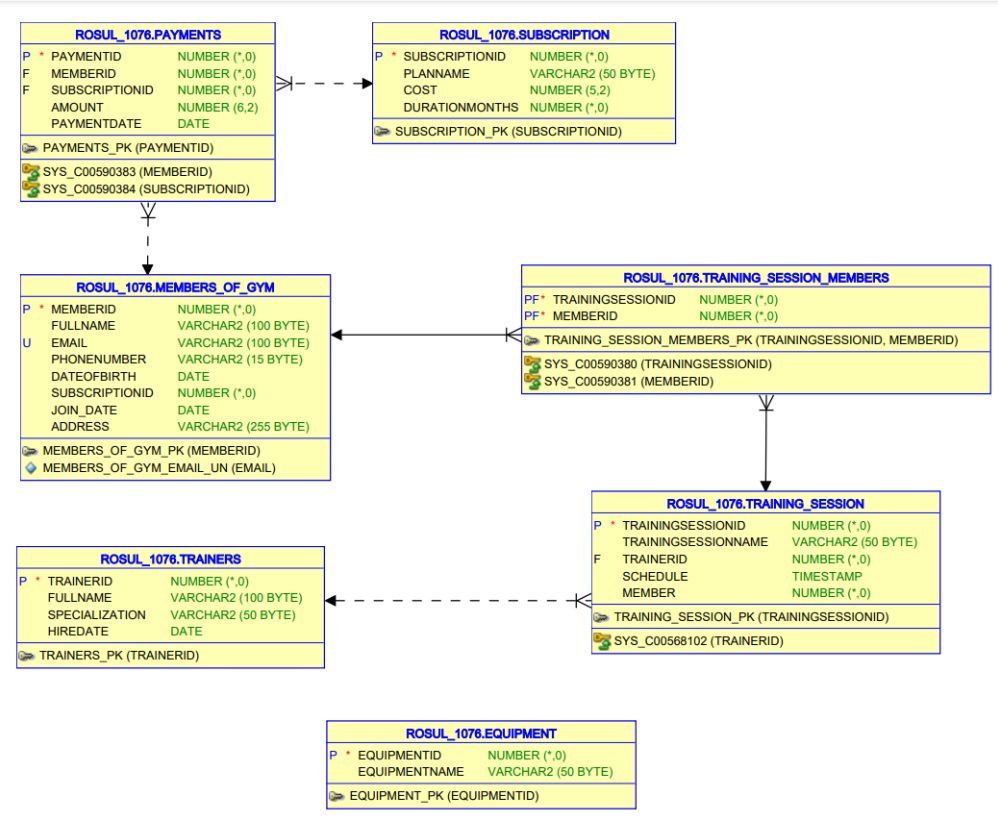 ROSUL_1076.PAYMENTS
P * PAYMENTID NUMBER (*,0)
F MEMBERID NUMBER (*,0)
F SUBSCRIPTIONID NUMBER (*,0)
AMOUNT NUMBER (6,2)
PAYMENTDATE DATE
PAYMENTS_PK (PAYMENTID)
SYS_C00590383 (MEMBERID)
SYS_C00590384 (SUBSCRIPTIONID)
ROSUL_1076.SUBSCRIPTION
P * SUBSCRIPTIONID NUMBER (*,0)
PLANNAME VARCHAR2 (50 BYTE)
COST NUMBER (5,2)
DURATIONMONTHS NUMBER (*,0)
SUBSCRIPTION_PK (SUBSCRIPTIONID)
ROSUL_1076.MEMBERS_OF_GYM
P * MEMBERID NUMBER (*,0)
FULLNAME VARCHAR2 (100 BYTE)
U EMAIL VARCHAR2 (100 BYTE)
PHONENUMBER VARCHAR2 (15 BYTE)
DATEOFBIRTH DATE
SUBSCRIPTIONID NUMBER (*,0)
JOIN_DATE DATE
ADDRESS VARCHAR2 (255 BYTE)
MEMBERS_OF_GYM_PK (MEMBERID)
MEMBERS_OF_GYM_EMAIL_UN (EMAIL)
ROSUL_1076.TRAINING_SESSION_MEMBERS
PF* TRAININGSESSIONID NUMBER (*,0)
PF* MEMBERID NUMBER (*,0)
TRAINING_SESSION_MEMBERS_PK (TRAININGSESSIONID, MEMBERID)
SYS_C00590380 (TRAININGSESSIONID)
SYS_C00590381 (MEMBERID)
ROSUL_1076.TRAINING_SESSION
P * TRAININGSESSIONID NUMBER (*,0)
TRAININGSESSIONNAME VARCHAR2 (50 BYTE)
F TRAINERID NUMBER (*,0)
SCHEDULE TIMESTAMP
MEMBER NUMBER (*,0)
TRAINING_SESSION_PK (TRAININGSESSIONID)
SYS_C00568102 (TRAINERID)
ROSUL_1076.TRAINERS
P * TRAINERID NUMBER (*,0)
FULLNAME VARCHAR2 (100 BYTE)
SPECIALIZATION VARCHAR2 (50 BYTE)
HIREDATE DATE
TRAINERS_PK (TRAINERID)
ROSUL_1076.EQUIPMENT
P * EQUIPMENTID NUMBER (*,0)
EQUIPMENTNAME VARCHAR2 (50 BYTE)
EQUIPMENT_PK (EQUIPMENTID)